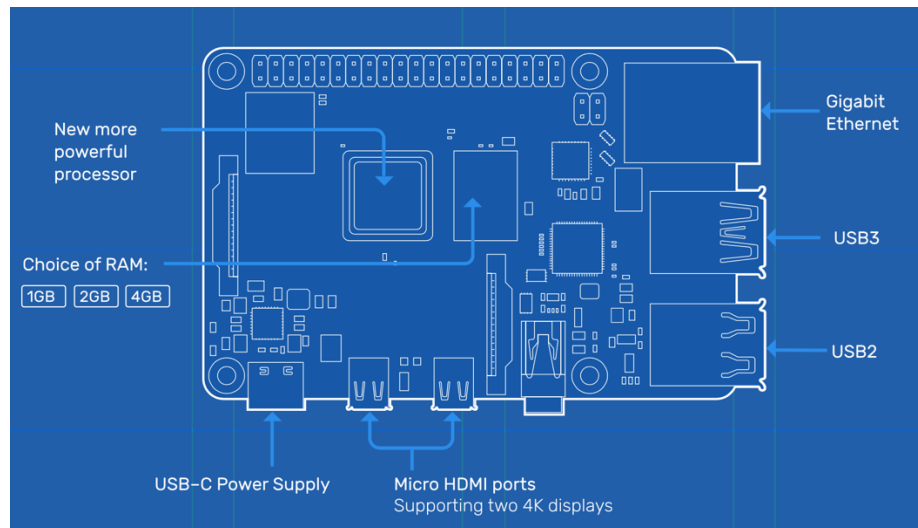 New more
powerful
processor
Choice of RAM:
1GB 2GB 4GB
Gigabit
Ethernet
USB3
USB2
USB–C Power Supply
Micro HDMI ports
Supporting two 4K displays